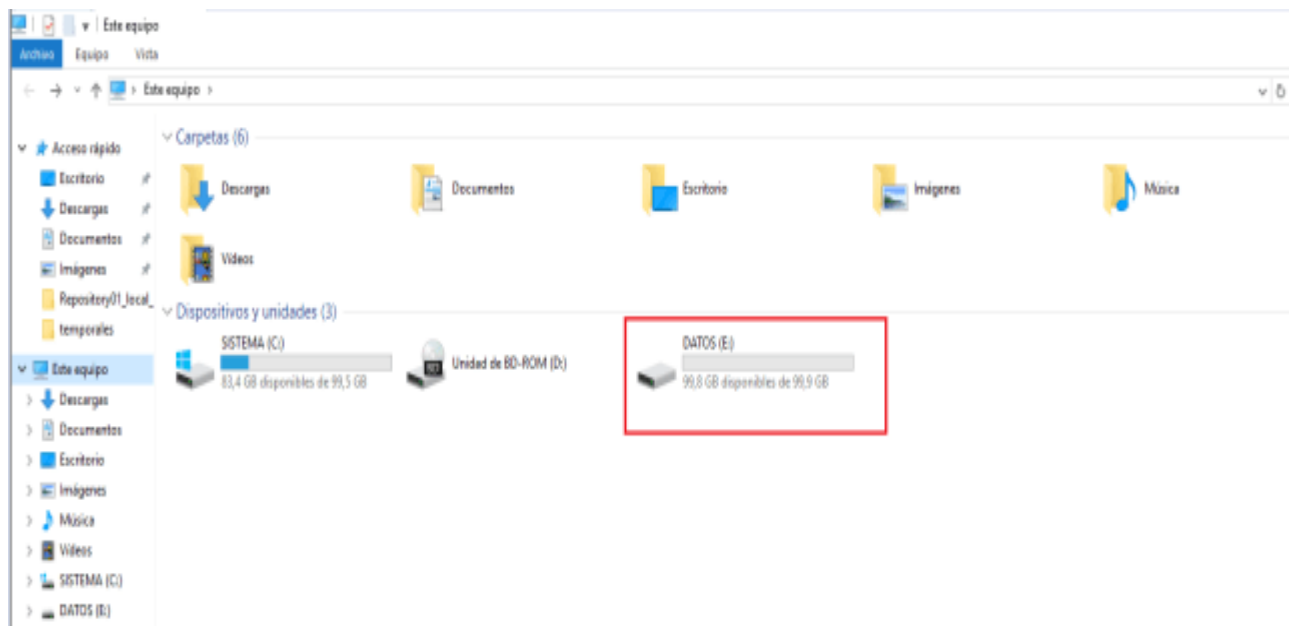 Este equipo
Archivo Equipo Vista
Este equipo
Acceso rápido
Escritorio
Descargas
Documentos
Imágenes
Repository01_local_
temporales
Este equipo
Descargas
Documentos
Escritorio
Imágenes
Música
Vídeos
SISTEMA (C:)
DATOS (E:)
Carpetas (6)
Descargas
Documentos
Escritorio
Imágenes
Música
Vídeos
Dispositivos y unidades (3)
SISTEMA (C:)
83,4 GB disponibles de 99,5 GB
Unidad de BD-ROM (D:)
DATOS (E:)
99,8 GB disponibles de 99,9 GB